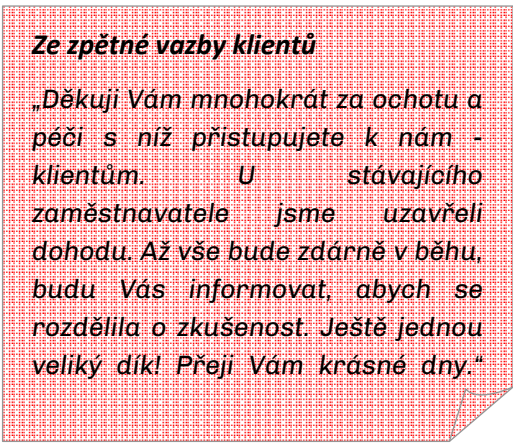 Ze zpětné vazby klientů
„Děkuji Vám mnohokrát za ochotu a
péči s níž přistupujete k nám -
klientům. U stávajícího
zaměstnavatele jsme uzavřeli
dohodu. Až vše bude zdárně v běhu,
budu Vás informovat, abych se
rozdělila o zkušenost. Ještě jednou
veliký dík! Přeji Vám krásné dny.“